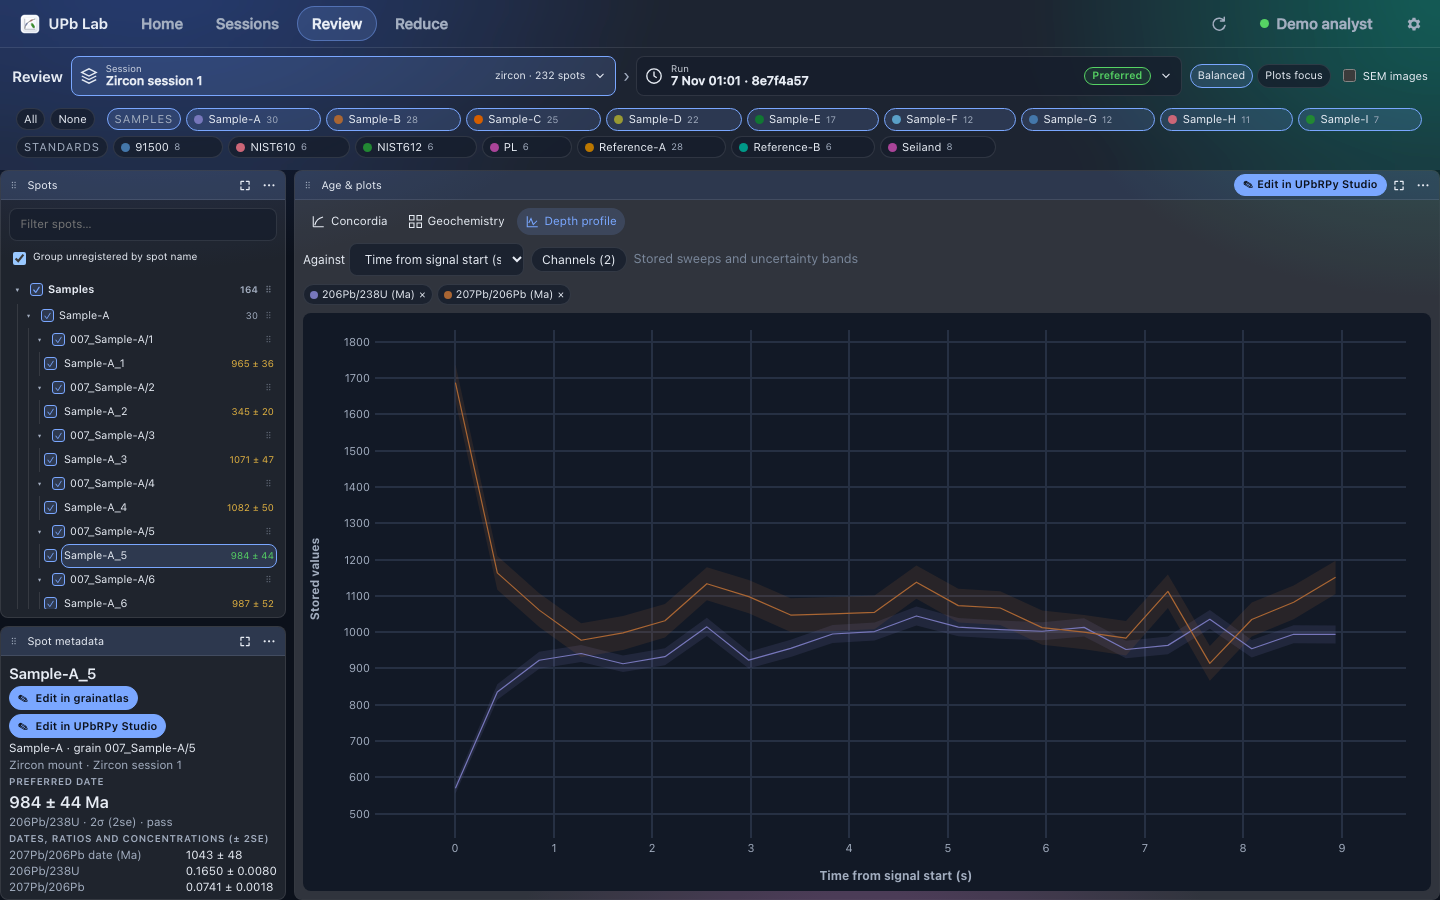 UPb Lab Home Sessions Review Reduce Demo analyst
Review Session Zircon session 1 zircon · 232 spots › Run 7 Nov 01:01 · 8e7f4a57 Preferred Balanced Plots focus SEM images
All None SAMPLES Sample-A 30 Sample-B 28 Sample-C 25 Sample-D 22 Sample-E 17 Sample-F 12 Sample-G 12 Sample-H 11 Sample-I 7
STANDARDS 91500 8 NIST610 6 NIST612 6 PL 6 Reference-A 28 Reference-B 6 Seiland 8
Spots
Filter spots...
Group unregistered by spot name
Samples 164
Sample-A 30
007_Sample-A/1
Sample-A_1 965 ± 36
007_Sample-A/2
Sample-A_2 345 ± 20
007_Sample-A/3
Sample-A_3 1071 ± 47
007_Sample-A/4
Sample-A_4 1082 ± 50
007_Sample-A/5
Sample-A_5 984 ± 44
007_Sample-A/6
Sample-A_6 987 ± 52
Spot metadata
Sample-A_5
Edit in grainatlas
Edit in UPbRPy Studio
Sample-A · grain 007_Sample-A/5
Zircon mount · Zircon session 1
PREFERRED DATE
984 ± 44 Ma
206Pb/238U · 2σ (2se) · pass
DATES, RATIOS AND CONCENTRATIONS (± 2SE)
207Pb/206Pb date (Ma) 1043 ± 48
206Pb/238U 0.1650 ± 0.0080
207Pb/206Pb 0.0741 ± 0.0018
Age & plots Edit in UPbRPy Studio
Concordia Geochemistry Depth profile
Against Time from signal start (s Channels (2) Stored sweeps and uncertainty bands
206Pb/238U (Ma) × 207Pb/206Pb (Ma) ×
1800
1700
1600
1500
1400
1300
1200
1100
1000
900
800
700
600
500
Stored values
0 1 2 3 4 5 6 7 8 9
Time from signal start (s)